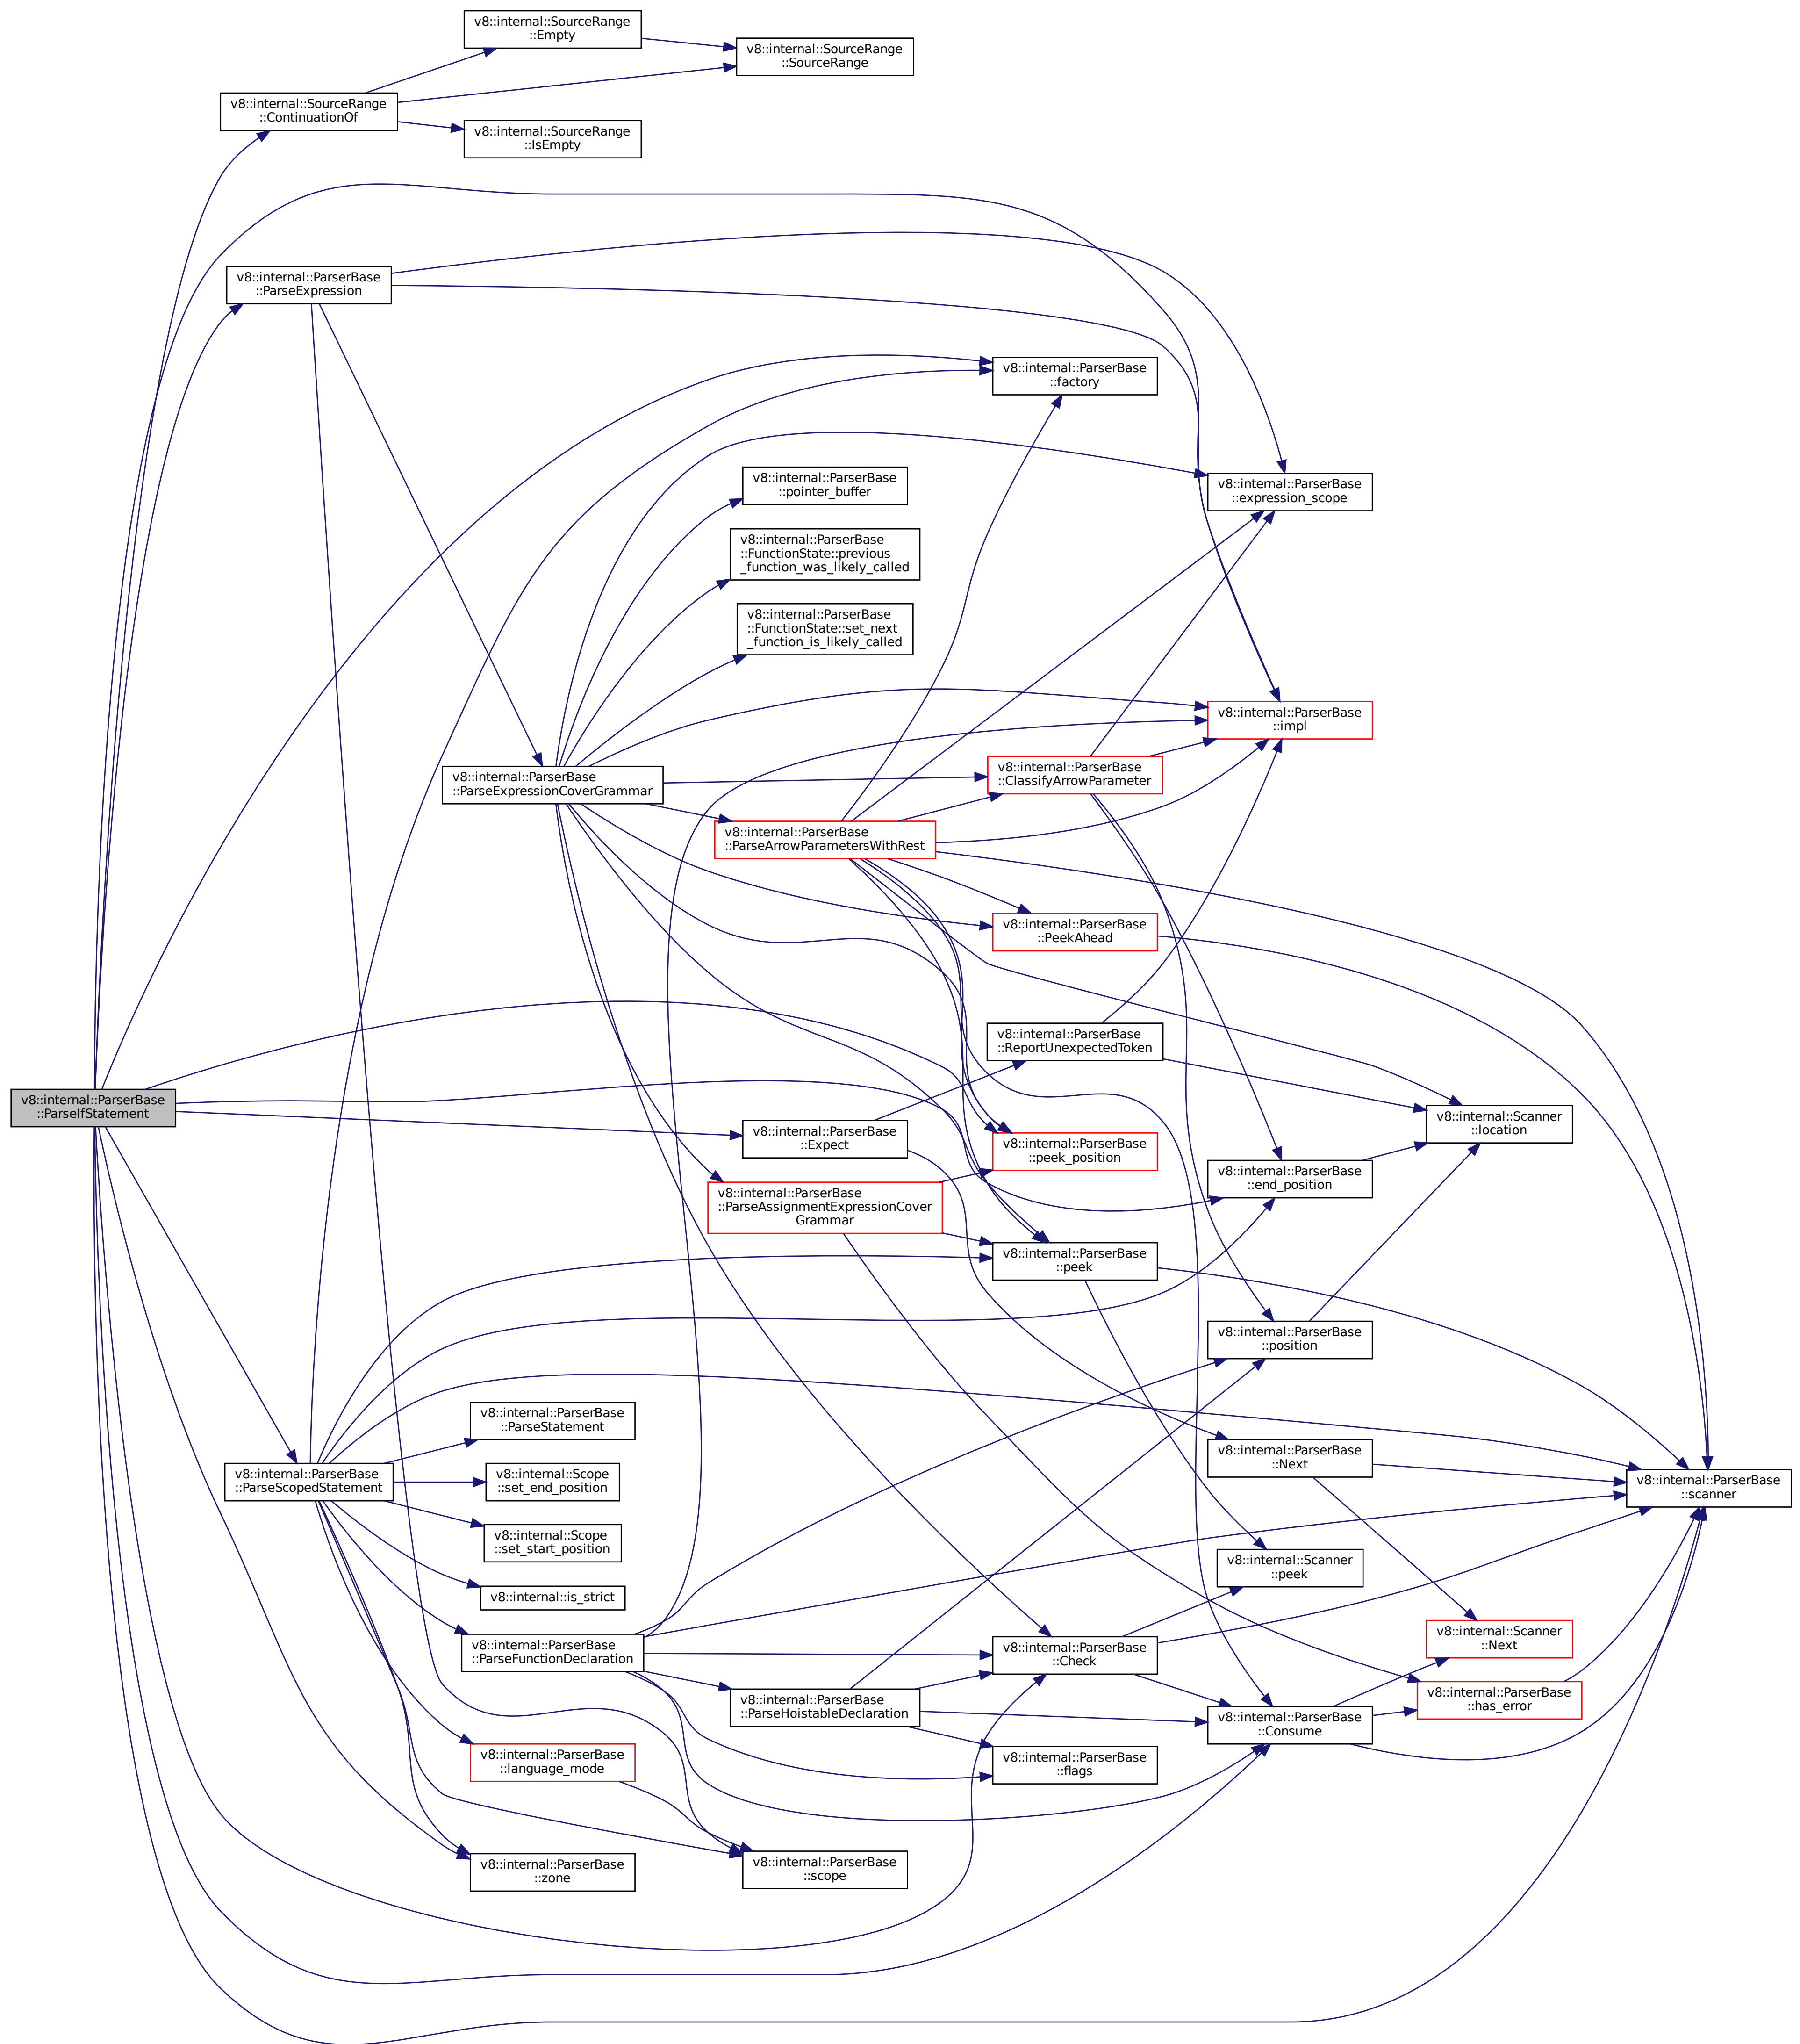 v8::internal::SourceRange
::Empty
v8::internal::SourceRange
::SourceRange
v8::internal::SourceRange
::ContinuationOf
v8::internal::SourceRange
::IsEmpty
v8::internal::ParserBase
::ParseExpression
v8::internal::ParserBase
::factory
v8::internal::ParserBase
::pointer_buffer
v8::internal::ParserBase
::expression_scope
v8::internal::ParserBase
::FunctionState::previous
_function_was_likely_called
v8::internal::ParserBase
::FunctionState::set_next
_function_is_likely_called
v8::internal::ParserBase
::impl
v8::internal::ParserBase
::ParseExpressionCoverGrammar
v8::internal::ParserBase
::ClassifyArrowParameter
v8::internal::ParserBase
::ParseArrowParametersWithRest
v8::internal::ParserBase
::PeekAhead
v8::internal::ParserBase
::ReportUnexpectedToken
v8::internal::ParserBase
::ParseIfStatement
v8::internal::Scanner
::location
v8::internal::ParserBase
::Expect
v8::internal::ParserBase
::peek_position
v8::internal::ParserBase
::end_position
v8::internal::ParserBase
::ParseAssignmentExpressionCover
Grammar
v8::internal::ParserBase
::peek
v8::internal::ParserBase
::position
v8::internal::ParserBase
::ParseStatement
v8::internal::ParserBase
::Next
v8::internal::ParserBase
::ParseScopedStatement
v8::internal::Scope
::set_end_position
v8::internal::ParserBase
::scanner
v8::internal::Scope
::set_start_position
v8::internal::Scanner
::peek
v8::internal::is_strict
v8::internal::Scanner
::Next
v8::internal::ParserBase
::ParseFunctionDeclaration
v8::internal::ParserBase
::Check
v8::internal::ParserBase
::ParseHoistableDeclaration
v8::internal::ParserBase
::has_error
v8::internal::ParserBase
::Consume
v8::internal::ParserBase
::language_mode
v8::internal::ParserBase
::flags
v8::internal::ParserBase
::zone
v8::internal::ParserBase
::scope